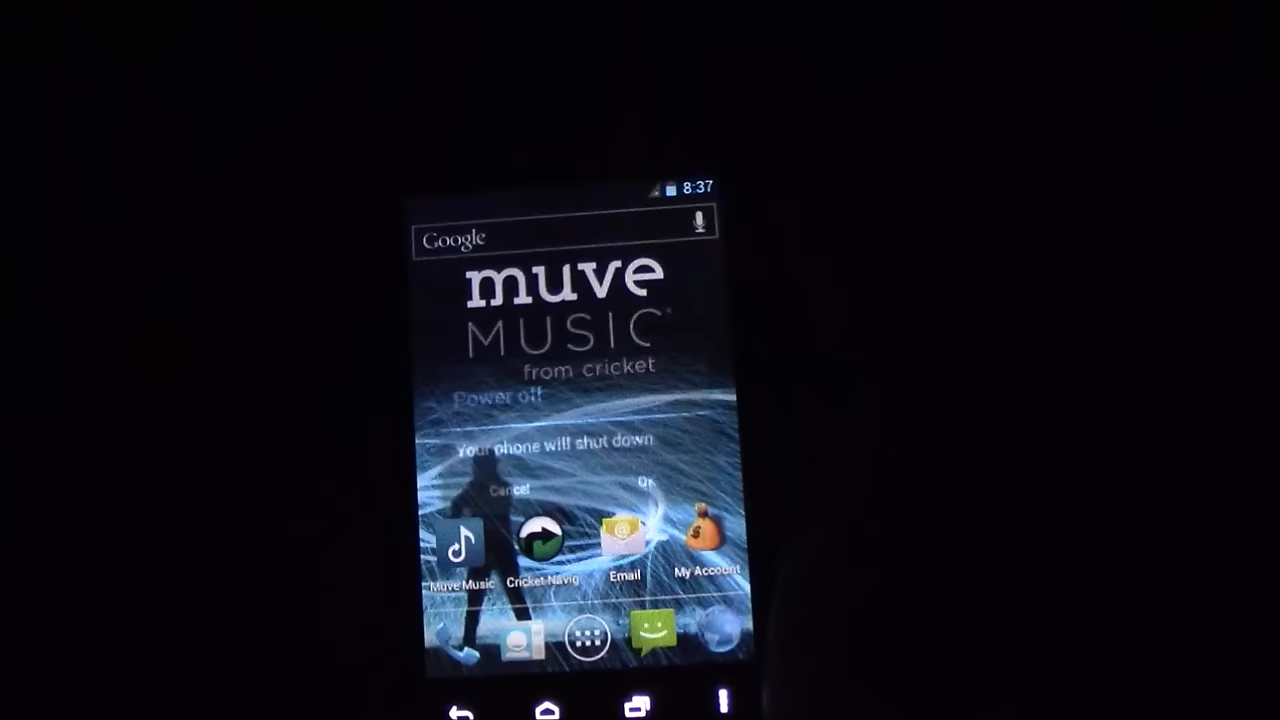 8:37
Google
muve
MUSIC
from cricket
Power off
Your phone will shut down
Cancel OK
Muve Music Cricket Navig Email My Account